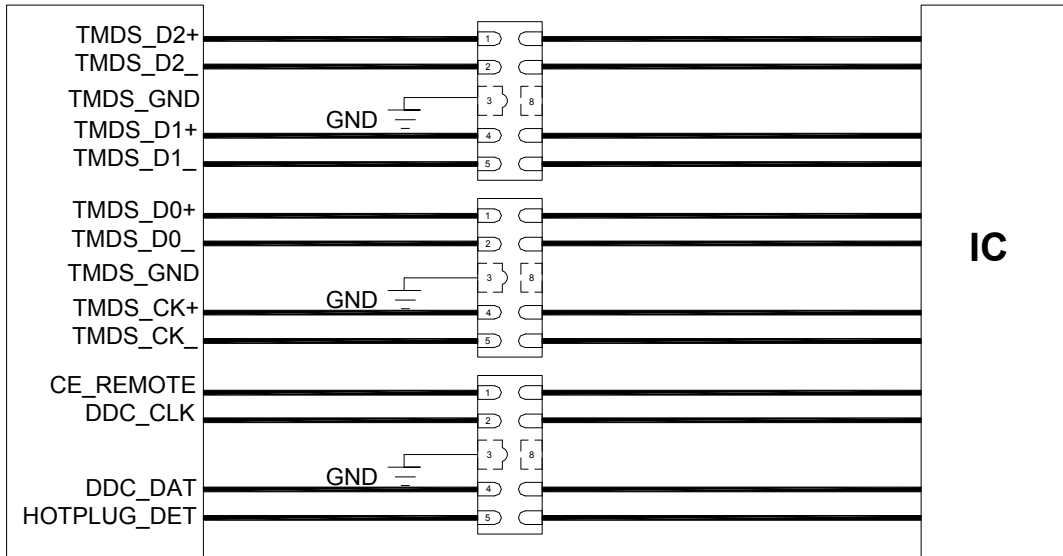 TMDS_D2+
1
TMDS_D2_
2
TMDS_GND
GND
3
8
TMDS_D1+
4
TMDS_D1_
5
TMDS_D0+
1
TMDS_D0_
2
TMDS_GND
GND
3
8
TMDS_CK+
4
TMDS_CK_
5
IC
CE_REMOTE
1
DDC_CLK
2
GND
3
8
DDC_DAT
4
HOTPLUG_DET
5